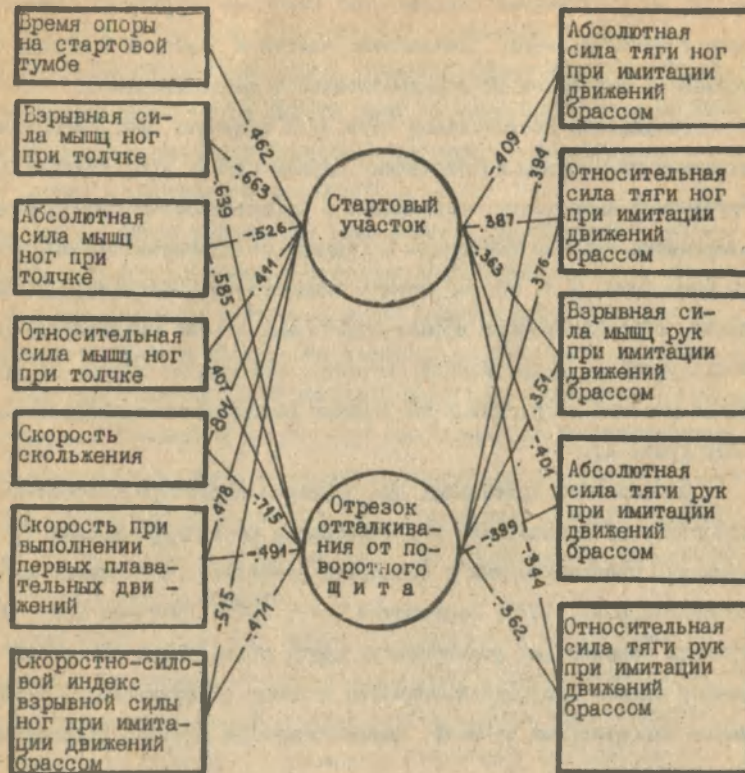 Время опоры
на стартовой
тумбе
Взрывная си-
ла мышц ног
при толчке
Абсолютная
сила мышц
ног при
толчке
Относительная
сила мышц ног
при толчке
Скорость
скольжения
Скорость при
выполнении
первых плава-
тельных дви -
жений
Скоростно-сило-
вой индекс
взрывной силы
ног при имита-
ции движений
брассом
.462
-.663
.639
-.526
.585
.411
.407
.801
.478
-.745
-.491
-.515
-.471
Стартовый
участок
Отрезок
отталкива-
ния от по-
воротного
щита
.409
.394
.387
.376
.363
.351
-.401
-.399
-.344
-.362
Абсолютная
сила тяги ног
при имитации
движений
брассом
Относительная
сила тяги ног
при имитации
движений
брассом
Взрывная си-
ла мышц рук
при имитации
движений
брассом
Абсолютная
сила тяги рук
при имитации
движений
брассом
Относительная
сила тяги рук
при имитации
движений
брассом